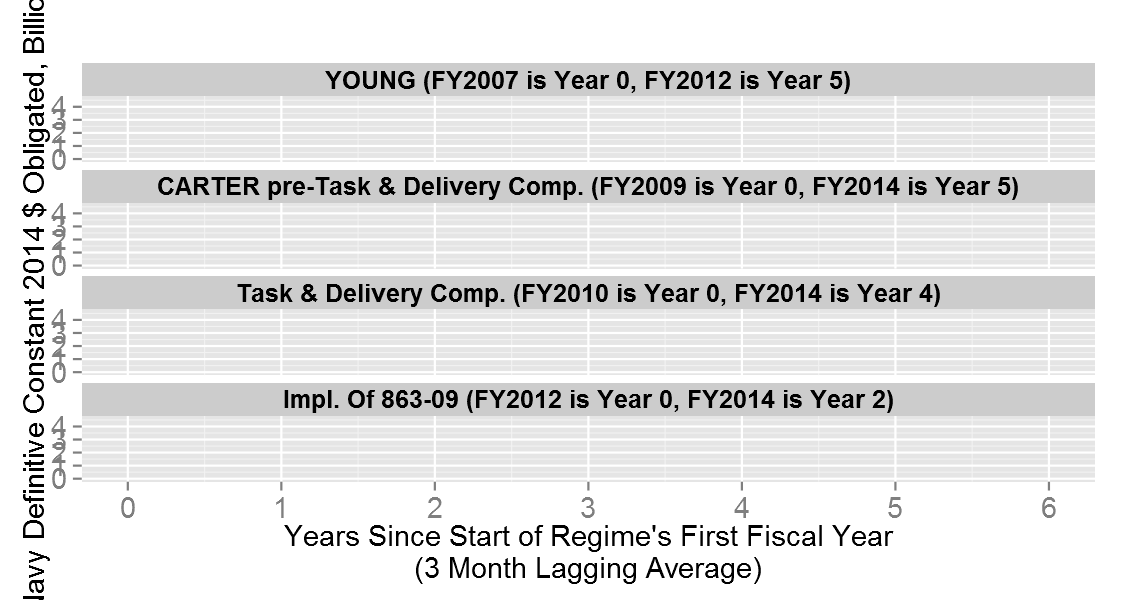 Navy Definitive Constant 2014 $ Obligated, Billio
YOUNG (FY2007 is Year 0, FY2012 is Year 5)
4
3
2
1
0
CARTER pre-Task & Delivery Comp. (FY2009 is Year 0, FY2014 is Year 5)
4
3
2
1
0
Task & Delivery Comp. (FY2010 is Year 0, FY2014 is Year 4)
4
3
2
1
0
Impl. Of 863-09 (FY2012 is Year 0, FY2014 is Year 2)
4
3
2
1
0
0 1 2 3 4 5 6
Years Since Start of Regime's First Fiscal Year
(3 Month Lagging Average)